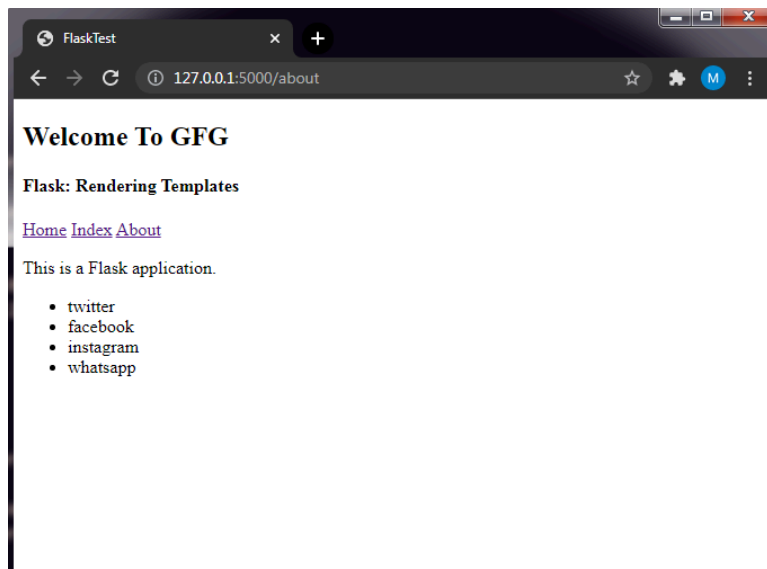 FlaskTest
127.0.0.1:5000/about
M
Welcome To GFG
Flask: Rendering Templates
Home Index About
This is a Flask application.
twitter
facebook
instagram
whatsapp